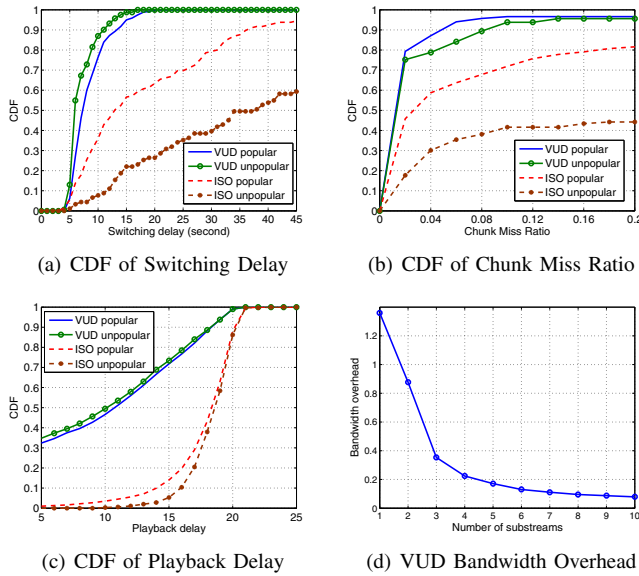 1
0.9
0.8
0.7
0.6
0.5
0.4
0.3
0.2
0.1
0
CDF
VUD popular
VUD unpopular
ISO popular
ISO unpopular
0 5 10 15 20 25 30 35 40 45
Switching delay (second)
(a) CDF of Switching Delay
1
0.9
0.8
0.7
0.6
0.5
0.4
0.3
0.2
0.1
0
CDF
VUD popular
VUD unpopular
ISO popular
ISO unpopular
0 0.04 0.08 0.12 0.16 0.2
Chunk Miss Ratio
(b) CDF of Chunk Miss Ratio
1
0.9
0.8
0.7
0.6
0.5
0.4
0.3
0.2
0.1
0
CDF
VUD popular
VUD unpopular
ISO popular
ISO unpopular
5 10 15 20 25
Playback delay
(c) CDF of Playback Delay
1.2
1
0.8
0.6
0.4
0.2
0
Bandwidth overhead
1 2 3 4 5 6 7 8 9 10
Number of substreams
(d) VUD Bandwidth Overhead